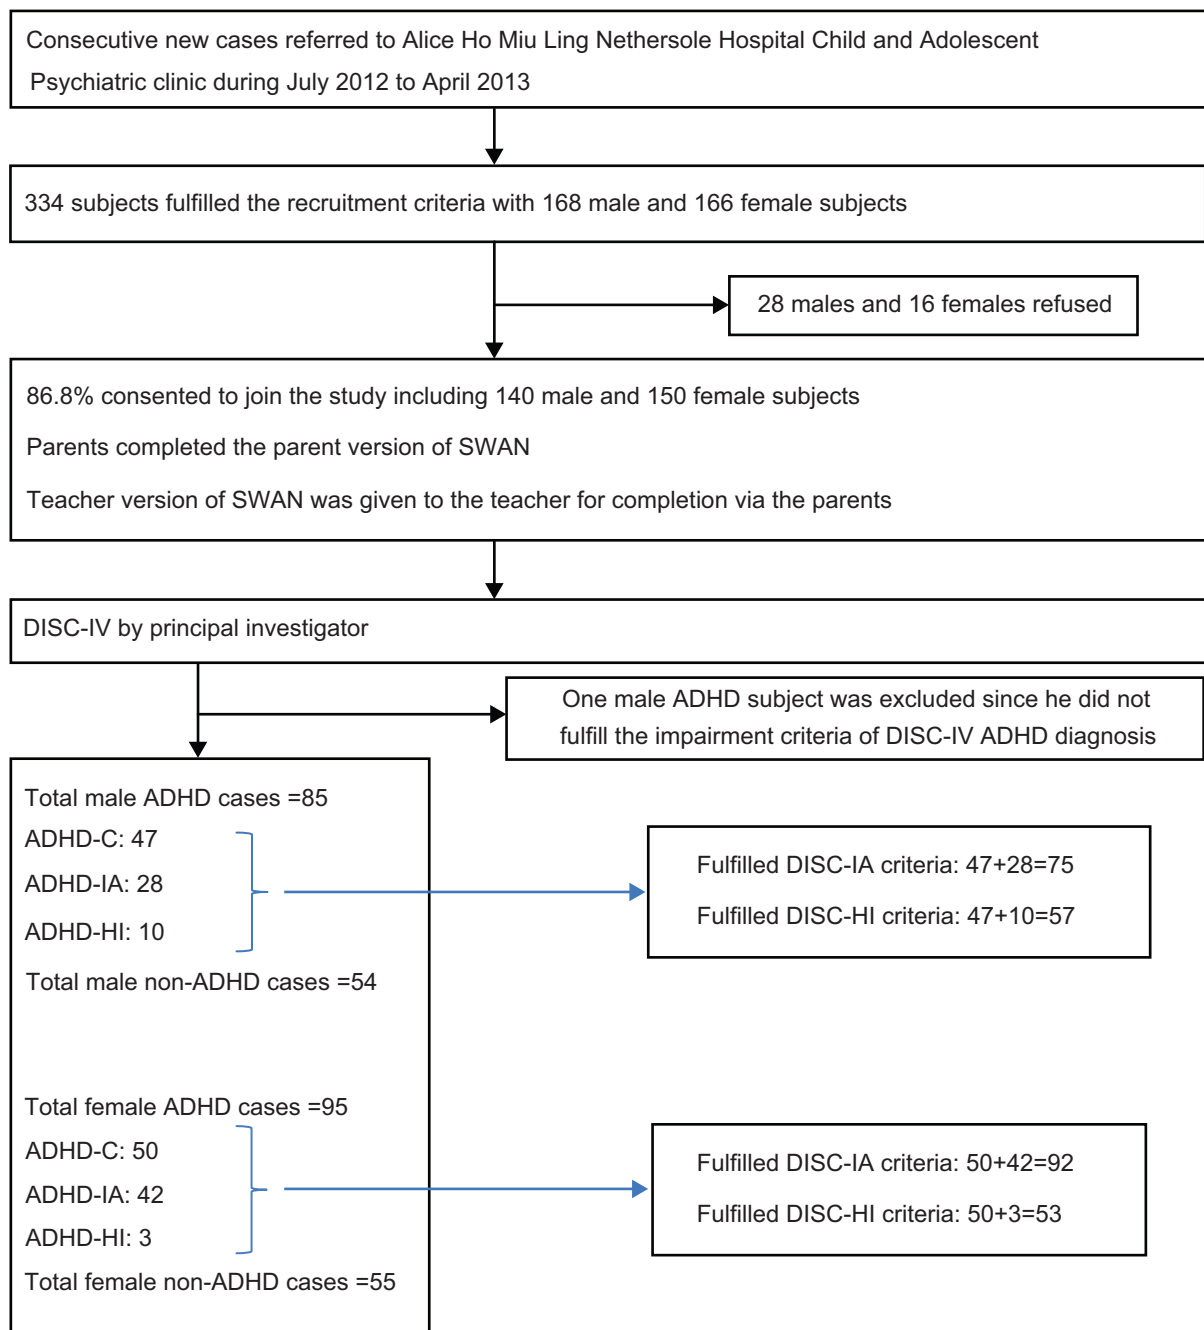 Consecutive new cases referred to Alice Ho Miu Ling Nethersole Hospital Child and Adolescent
Psychiatric clinic during July 2012 to April 2013
334 subjects fulfilled the recruitment criteria with 168 male and 166 female subjects
28 males and 16 females refused
86.8% consented to join the study including 140 male and 150 female subjects
Parents completed the parent version of SWAN
Teacher version of SWAN was given to the teacher for completion via the parents
DISC-IV by principal investigator
One male ADHD subject was excluded since he did not
fulfill the impairment criteria of DISC-IV ADHD diagnosis
Total male ADHD cases =85
ADHD-C: 47
ADHD-IA: 28
ADHD-HI: 10
Total male non-ADHD cases =54
Fulfilled DISC-IA criteria: 47+28=75
Fulfilled DISC-HI criteria: 47+10=57
Total female ADHD cases =95
ADHD-C: 50
ADHD-IA: 42
ADHD-HI: 3
Total female non-ADHD cases =55
Fulfilled DISC-IA criteria: 50+42=92
Fulfilled DISC-HI criteria: 50+3=53